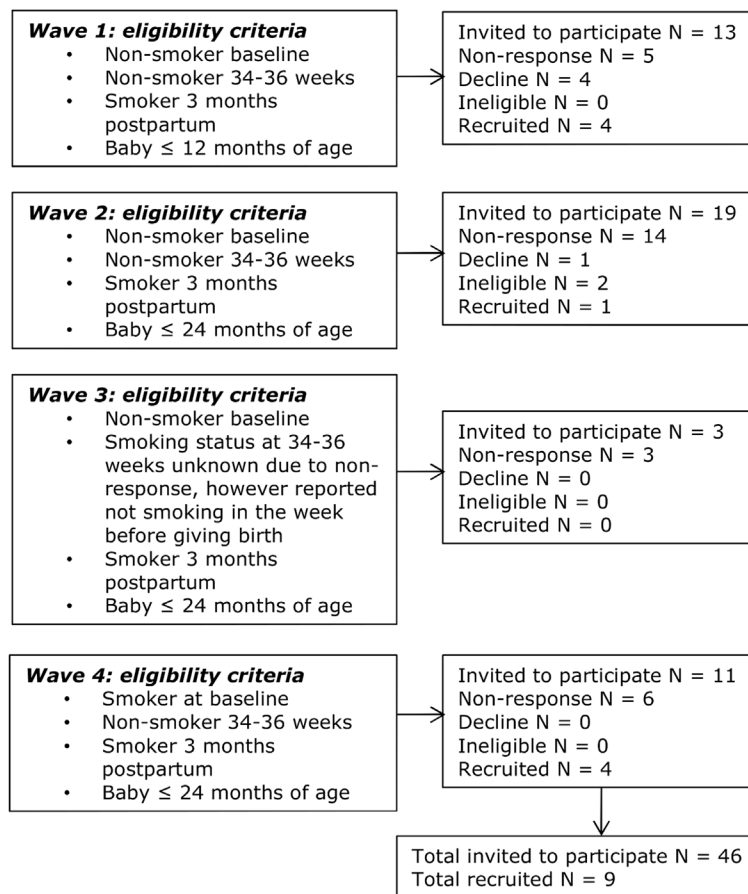 Wave 1: eligibility criteria
• Non-smoker baseline
• Non-smoker 34-36 weeks
• Smoker 3 months
postpartum
• Baby ≤ 12 months of age
Invited to participate N = 13
Non-response N = 5
Decline N = 4
Ineligible N = 0
Recruited N = 4
Wave 2: eligibility criteria
• Non-smoker baseline
• Non-smoker 34-36 weeks
• Smoker 3 months
postpartum
• Baby ≤ 24 months of age
Invited to participate N = 19
Non-response N = 14
Decline N = 1
Ineligible N = 2
Recruited N = 1
Wave 3: eligibility criteria
• Non-smoker baseline
• Smoking status at 34-36
weeks unknown due to non-
response, however reported
not smoking in the week
before giving birth
• Smoker 3 months
postpartum
• Baby ≤ 24 months of age
Invited to participate N = 3
Non-response N = 3
Decline N = 0
Ineligible N = 0
Recruited N = 0
Wave 4: eligibility criteria
• Smoker at baseline
• Non-smoker 34-36 weeks
• Smoker 3 months
postpartum
• Baby ≤ 24 months of age
Invited to participate N = 11
Non-response N = 6
Decline N = 0
Ineligible N = 0
Recruited N = 4
Total invited to participate N = 46
Total recruited N = 9